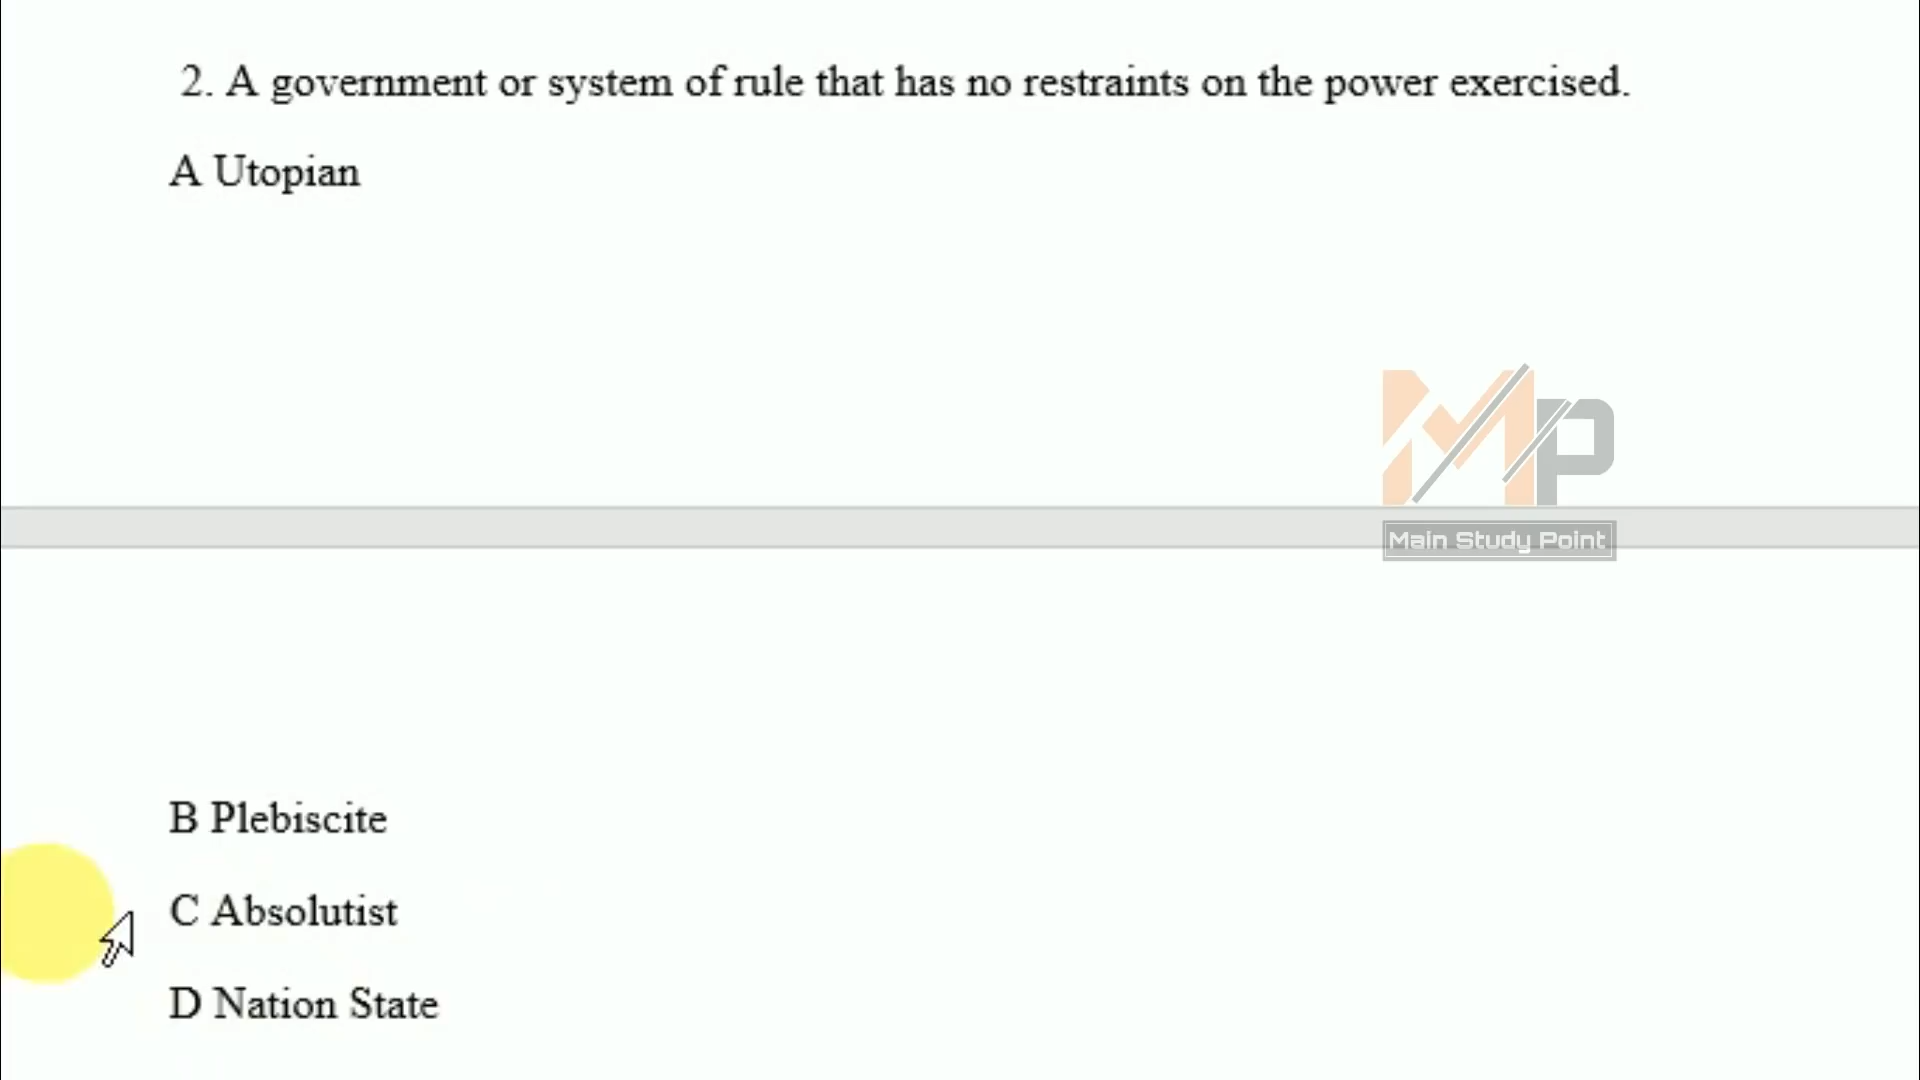 2. A government or system of rule that has no restraints on the power exercised.
A Utopian
MP
Main Study Point
B Plebiscite
C Absolutist
D Nation State